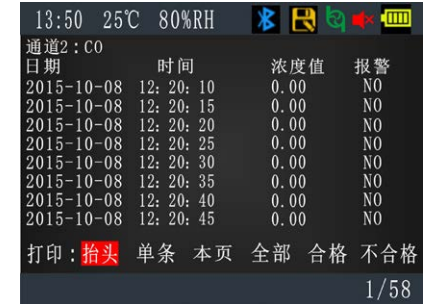 13:50 25℃ 80%RH
通道2:CO
日期 时间 浓度值 报警
2015-10-08 12: 20: 10 0.00 NO
2015-10-08 12: 20: 15 0.00 NO
2015-10-08 12: 20: 20 0.00 NO
2015-10-08 12: 20: 25 0.00 NO
2015-10-08 12: 20: 30 0.00 NO
2015-10-08 12: 20: 35 0.00 NO
2015-10-08 12: 20: 40 0.00 NO
2015-10-08 12: 20: 45 0.00 NO
打印:抬头 单条 本页 全部 合格 不合格
1/58